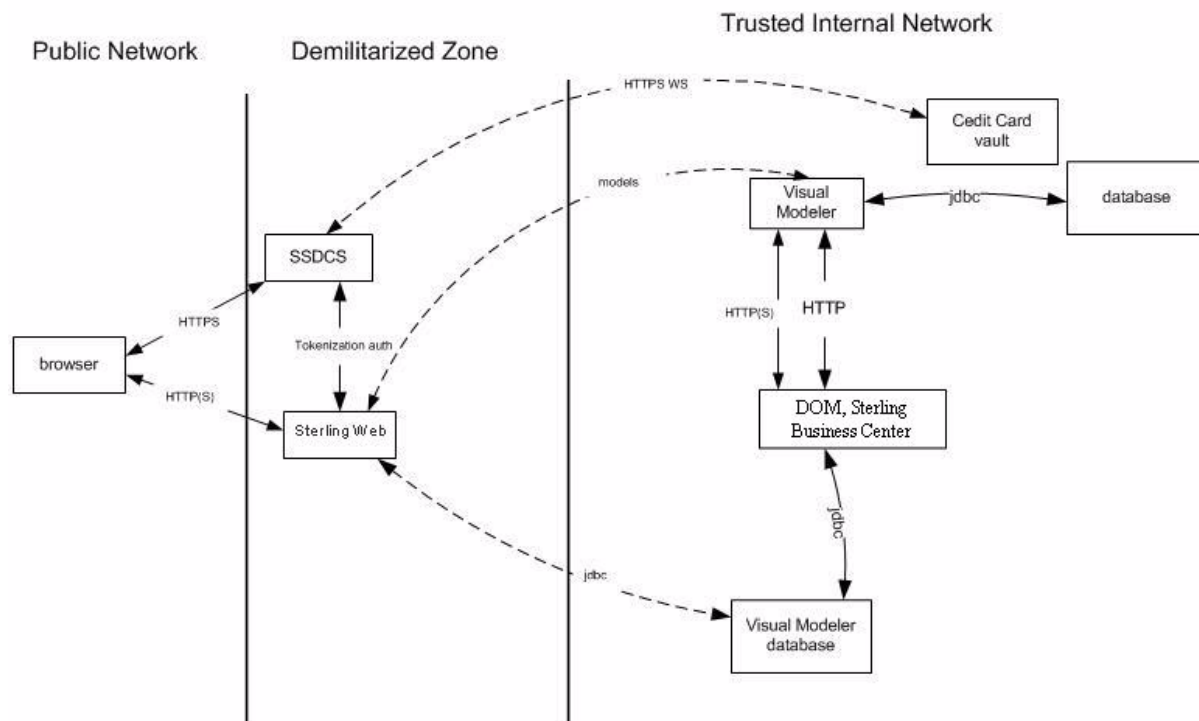 Public Network
Demilitarized Zone
Trusted Internal Network
HTTPS WS
Cedit Card
vault
models
Visual
Modeler
jdbc
database
SSDCS
HTTPS
HTTP(S)
HTTP
Tokenization auth
browser
HTTP(S)
Sterling Web
DOM, Sterling
Business Center
jdbc
jdbc
Visual Modeler
database